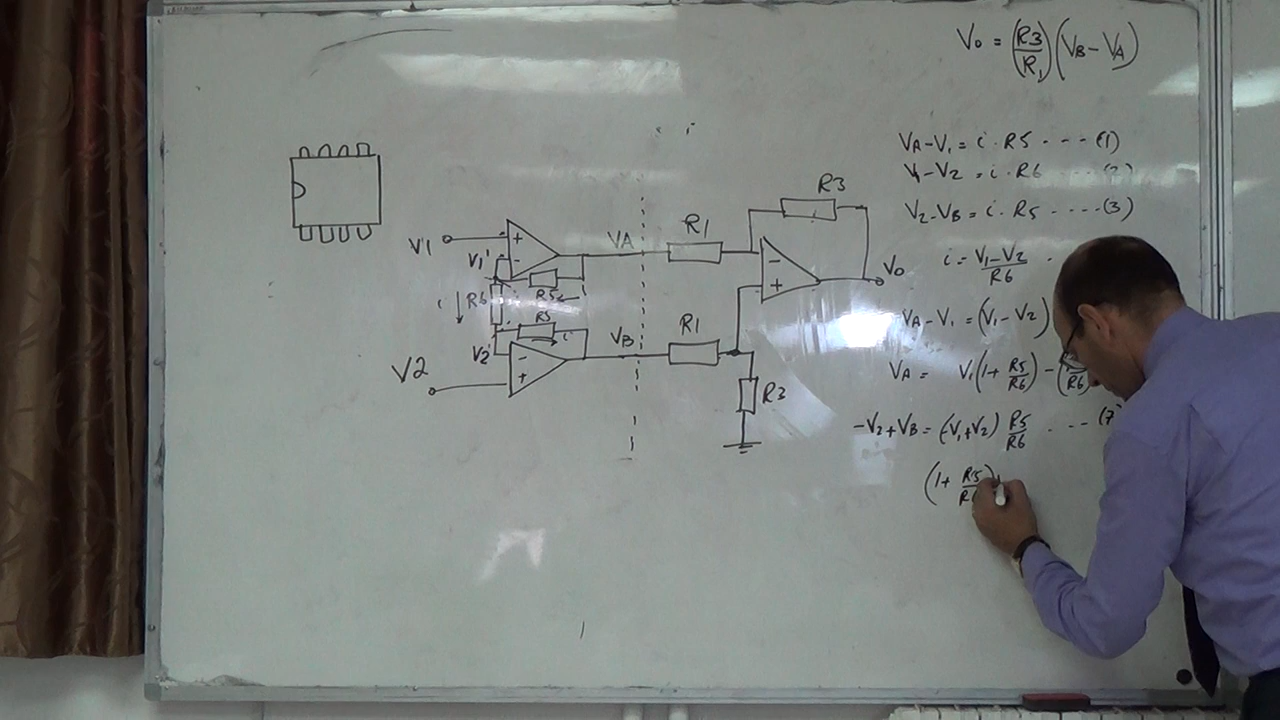 V0 = (R3/R1)(VB - VA)
VA - V1 = i · R5 ---- (1)
V1 - V2 = i · R6 ---- (2)
V2 - VB = i · R5 ---- (3)
i = V1 - V2 / R6
VA - V1 = (V1 - V2)
VA = V1(1 + R5/R6) - (
-V2 + VB = (-V1 + V2) R5/R6 ---- (7)
(1 + R5/R6)
R3
V1
V1'
VA
R1
V0
i
R6
R5
R5
i
V2'
VB
R1
V2
R3